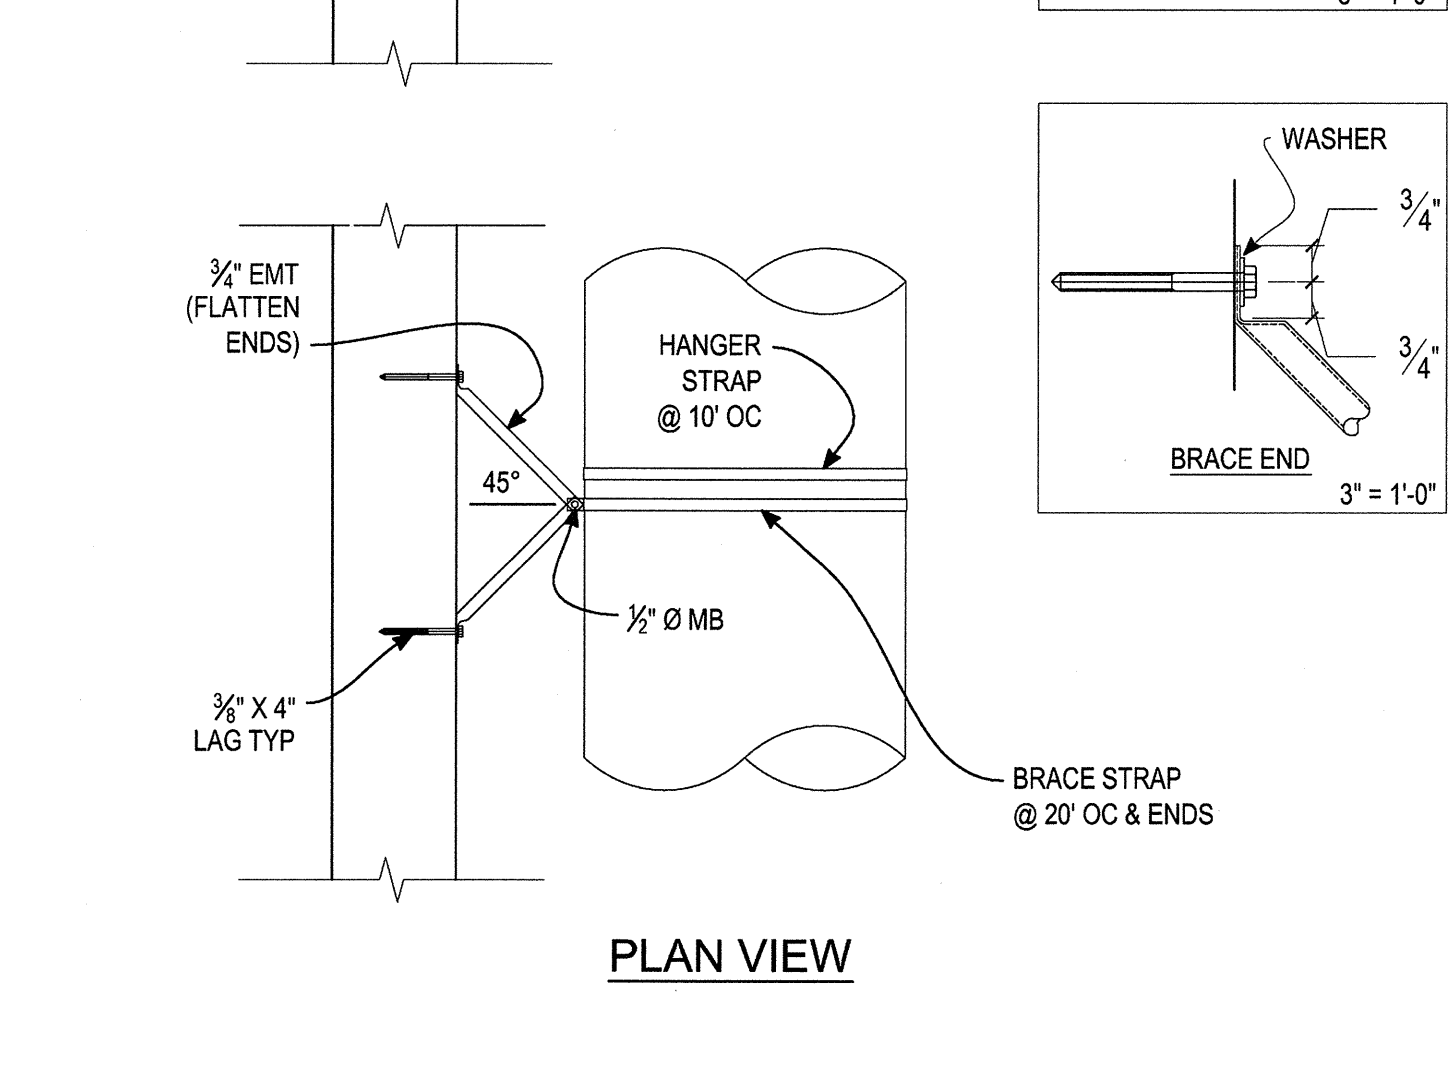 3/4" EMT
(FLATTEN
ENDS)
HANGER
STRAP
@ 10' OC
45°
1/2" Ø MB
3/8" X 4"
LAG TYP
BRACE STRAP
@ 20' OC & ENDS
PLAN VIEW
WASHER
3/4"
3/4"
BRACE END
3" = 1'-0"